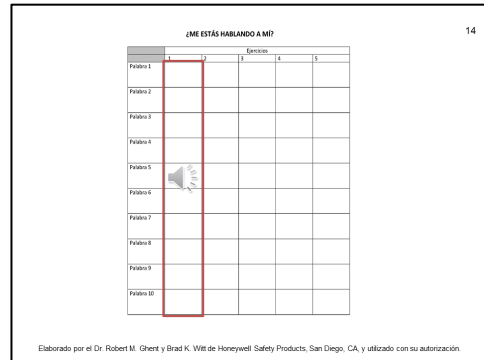 14
¿ME ESTÁS HABLANDO A MÍ?
Ejercicios
1 2 3 4 5
Palabra 1
Palabra 2
Palabra 3
Palabra 4
Palabra 5
Palabra 6
Palabra 7
Palabra 8
Palabra 9
Palabra 10
Elaborado por el Dr. Robert M. Ghent y Brad K. Witt de Honeywell Safety Products, San Diego, CA, y utilizado con su autorización.